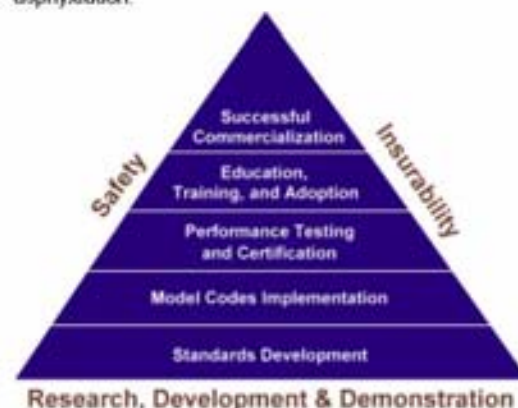 asphyxiation.
Successful
Commercialization
Safety
Insurability
Education,
Training, and Adoption
Performance Testing
and Certification
Model Codes Implementation
Standards Development
Research, Development & Demonstration